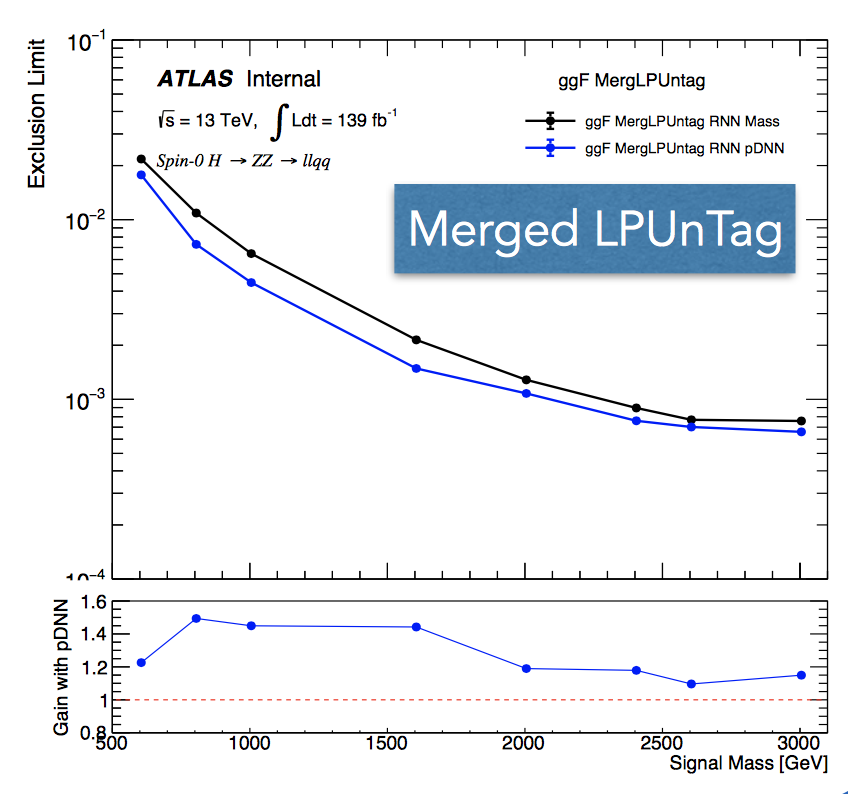 Exclusion Limit
10⁻¹
10⁻²
10⁻³
10⁻⁴
ATLAS Internal
√s = 13 TeV, ∫Ldt = 139 fb⁻¹
Spin-0 H → ZZ → llqq
ggF MergLPUntag
ggF MergLPUntag RNN Mass
ggF MergLPUntag RNN pDNN
Merged LPUnTag
Gain with pDNN
1.6
1.4
1.2
1
0.8
500 1000 1500 2000 2500 3000
Signal Mass [GeV]